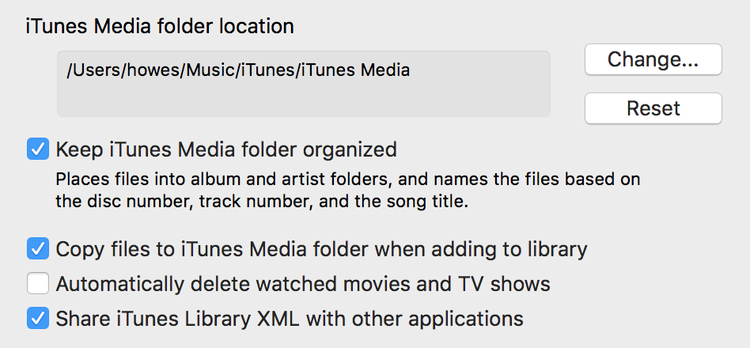 iTunes Media folder location
/Users/howes/Music/iTunes/iTunes Media
Change...
Reset
Keep iTunes Media folder organized
Places files into album and artist folders, and names the files based on
the disc number, track number, and the song title.
Copy files to iTunes Media folder when adding to library
Automatically delete watched movies and TV shows
Share iTunes Library XML with other applications